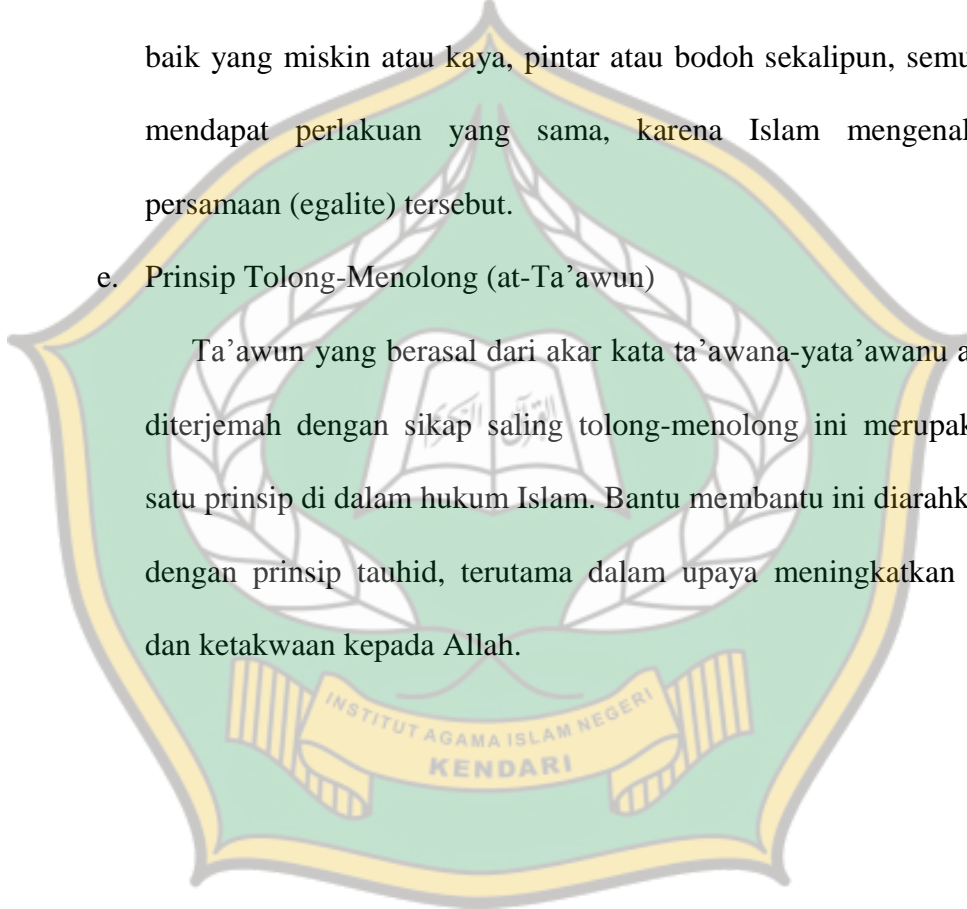 baik yang miskin atau kaya, pintar atau bodoh sekalipun, semu
mendapat perlakuan yang sama, karena Islam mengenal
persamaan (egalite) tersebut.
e. Prinsip Tolong-Menolong (at-Ta’awun)
Ta’awun yang berasal dari akar kata ta’awana-yata’awanu a
diterjemah dengan sikap saling tolong-menolong ini merupak
satu prinsip di dalam hukum Islam. Bantu membantu ini diarahk
dengan prinsip tauhid, terutama dalam upaya meningkatkan
dan ketakwaan kepada Allah.
INSTITUT AGAMA ISLAM NEGERI
KENDARI